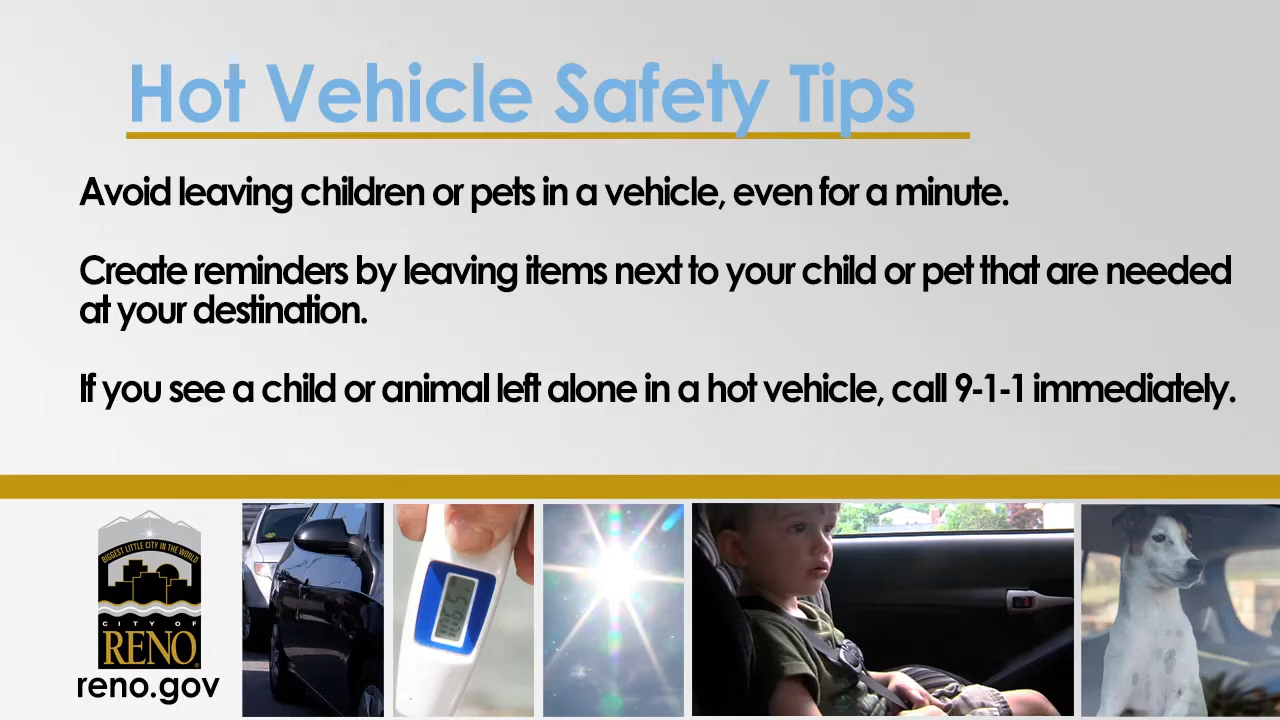 Hot Vehicle Safety Tips
Avoid leaving children or pets in a vehicle, even for a minute.
Create reminders by leaving items next to your child or pet that are needed
at your destination.
If you see a child or animal left alone in a hot vehicle, call 9-1-1 immediately.
BIGGEST LITTLE CITY IN THE WORLD
CITY OF
RENO
reno.gov